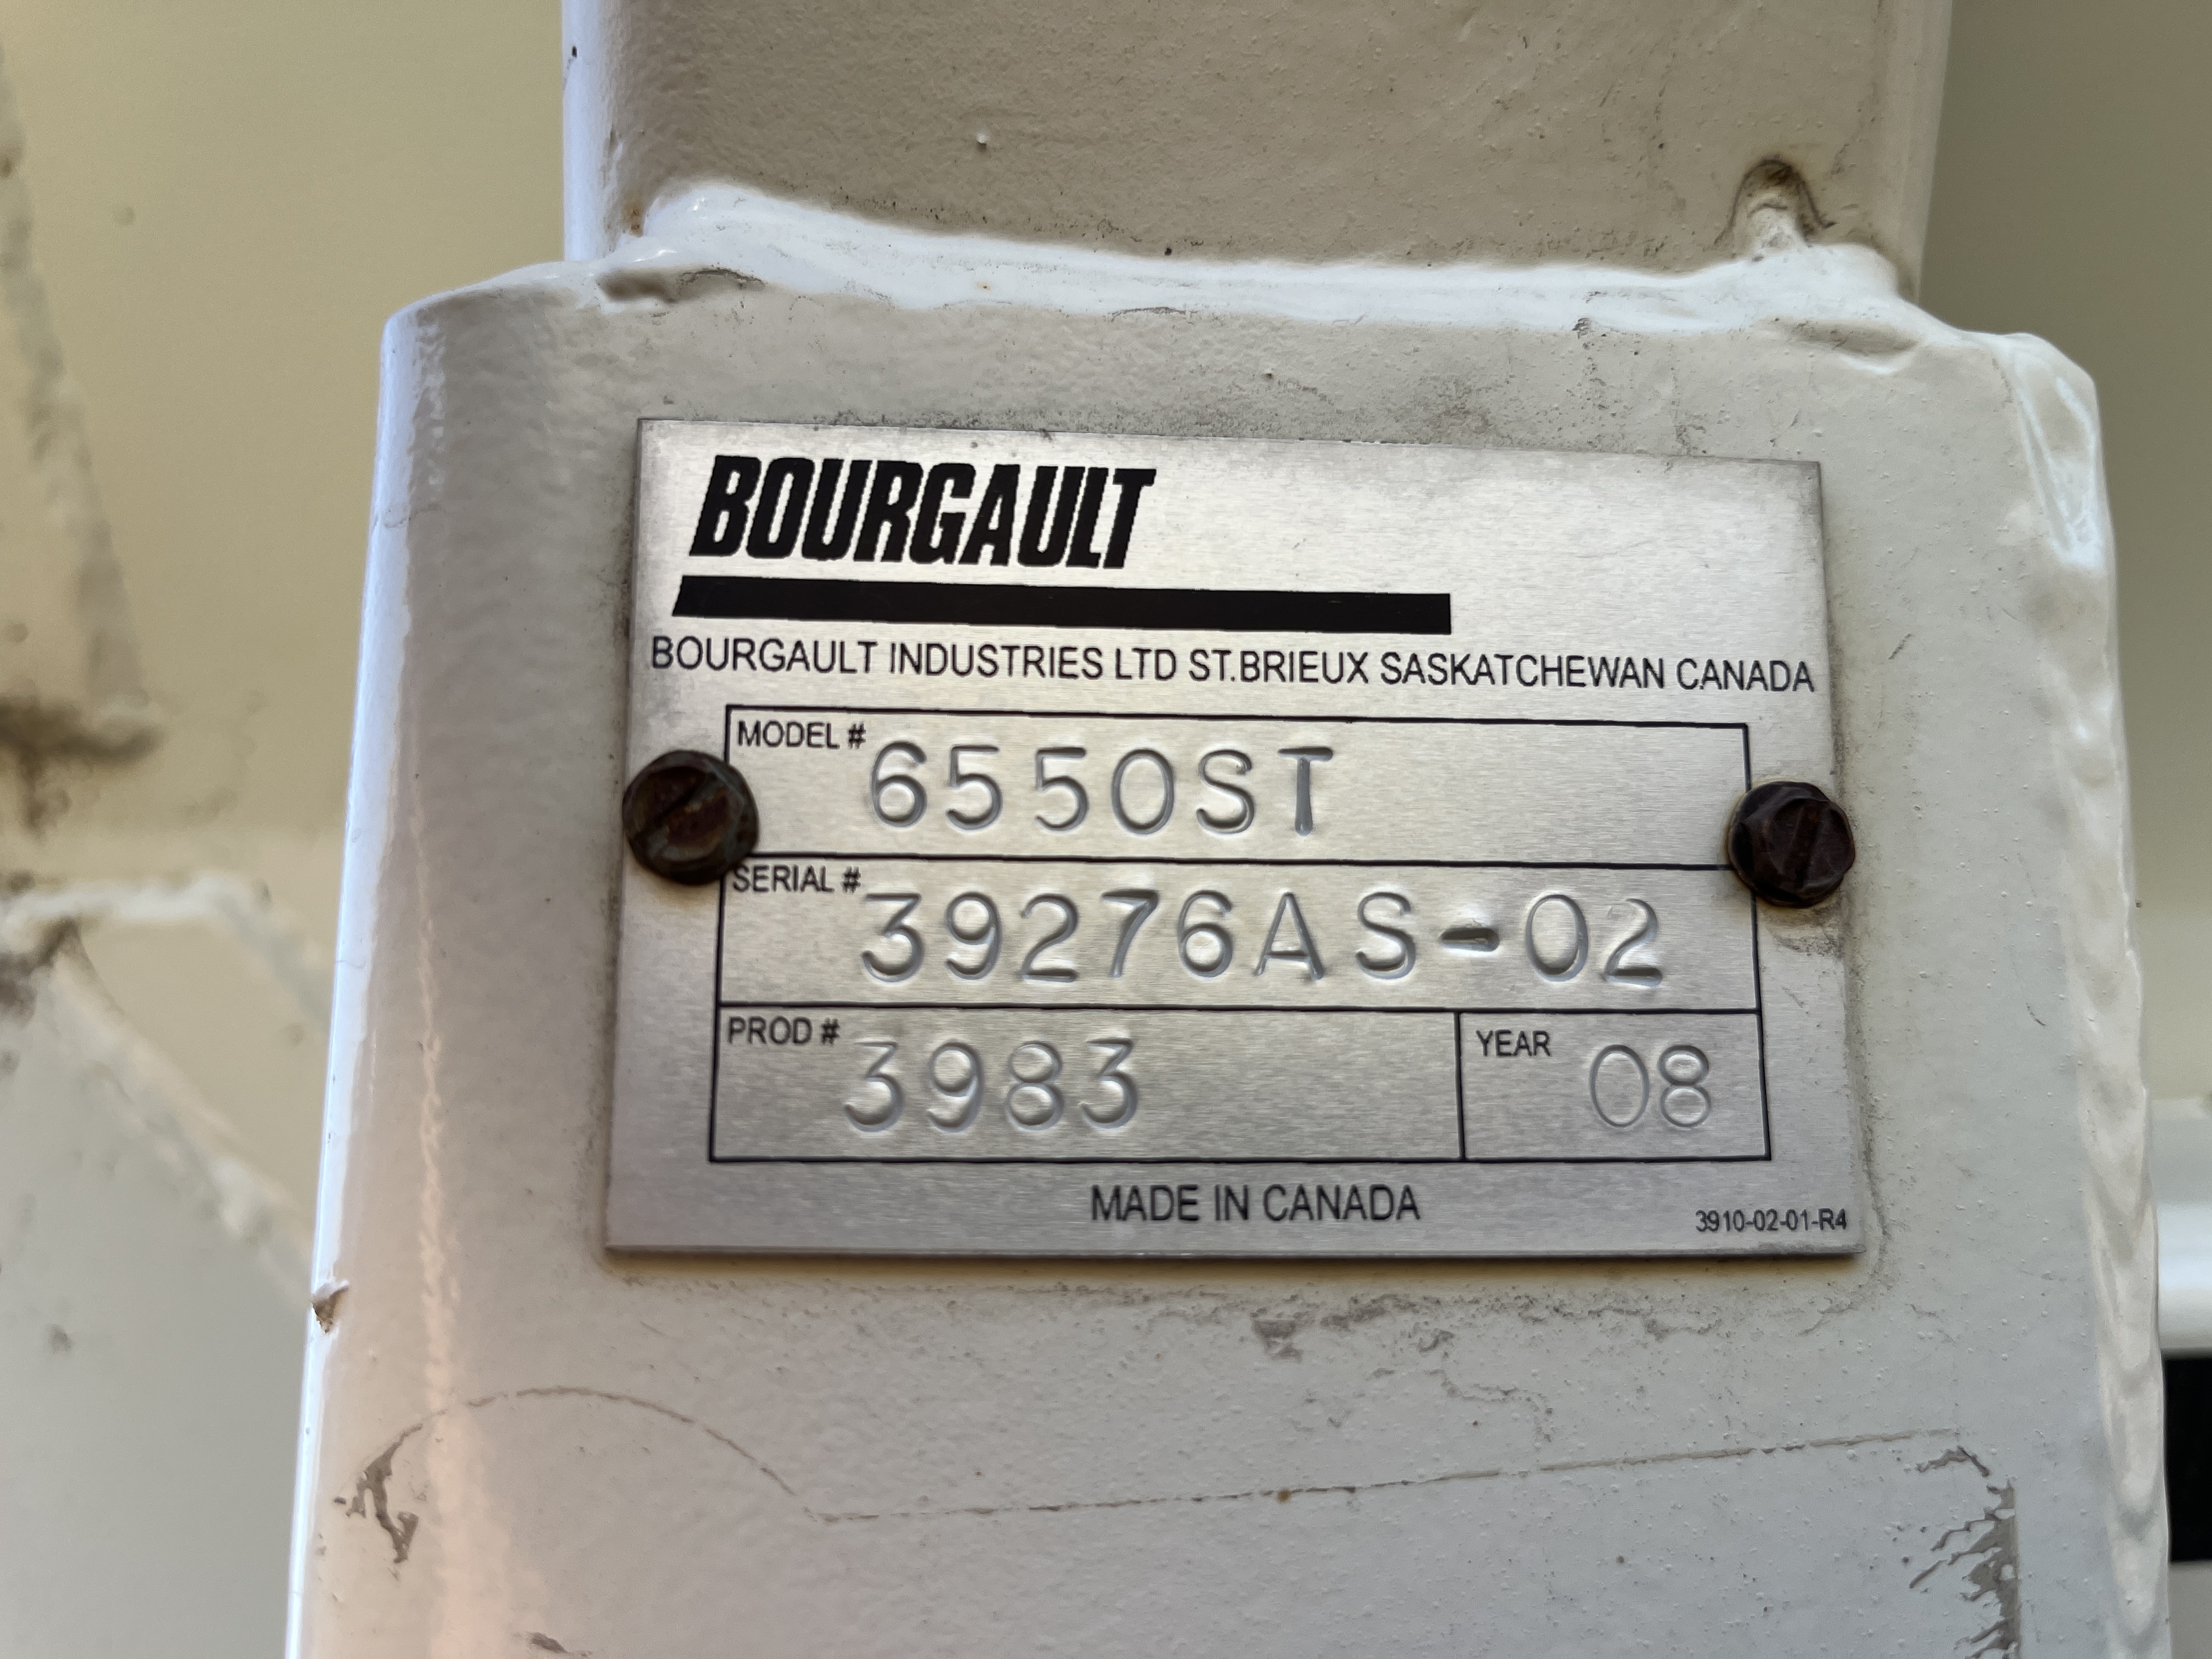 BOURGAULT
BOURGAULT INDUSTRIES LTD ST.BRIEUX SASKATCHEWAN CANADA
MODEL # 6550ST
SERIAL # 39276AS-02
PROD # 3983 YEAR 08
MADE IN CANADA
3910-02-01-R4